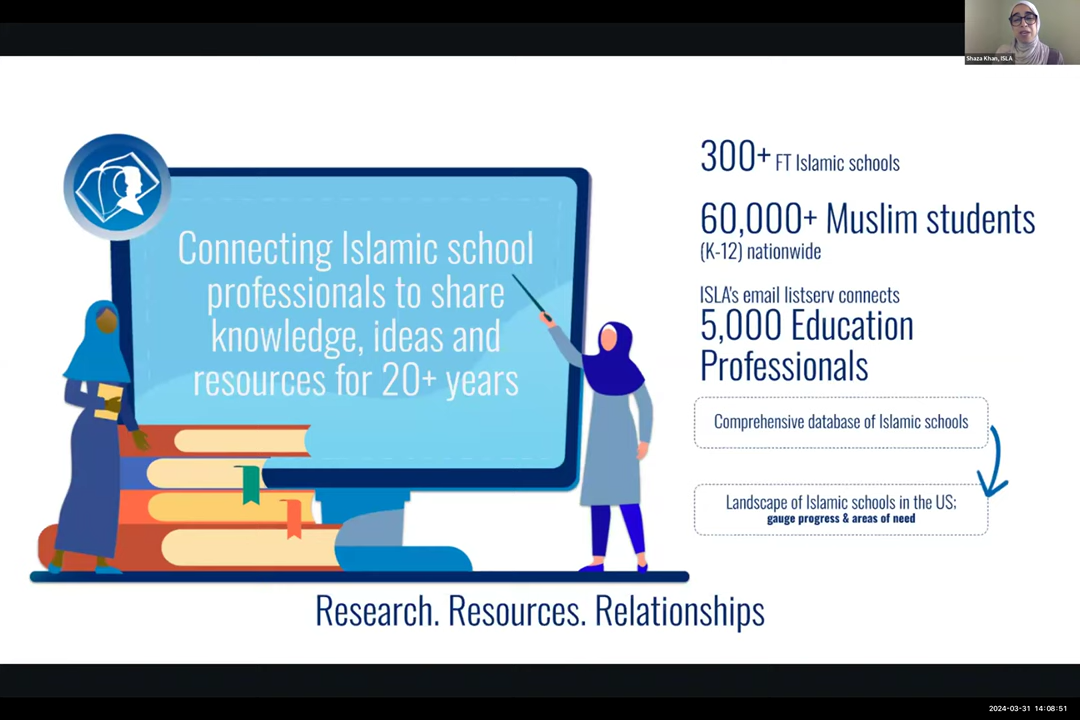 Shaza Khan, ISLA
Connecting Islamic school
professionals to share
knowledge, ideas and
resources for 20+ years
300+ FT Islamic schools
60,000+ Muslim students
(K-12) nationwide
ISLA's email listserv connects
5,000 Education
Professionals
Comprehensive database of Islamic schools
Landscape of Islamic schools in the US;
gauge progress & areas of need
Research. Resources. Relationships
2024-03-31 14:08:51